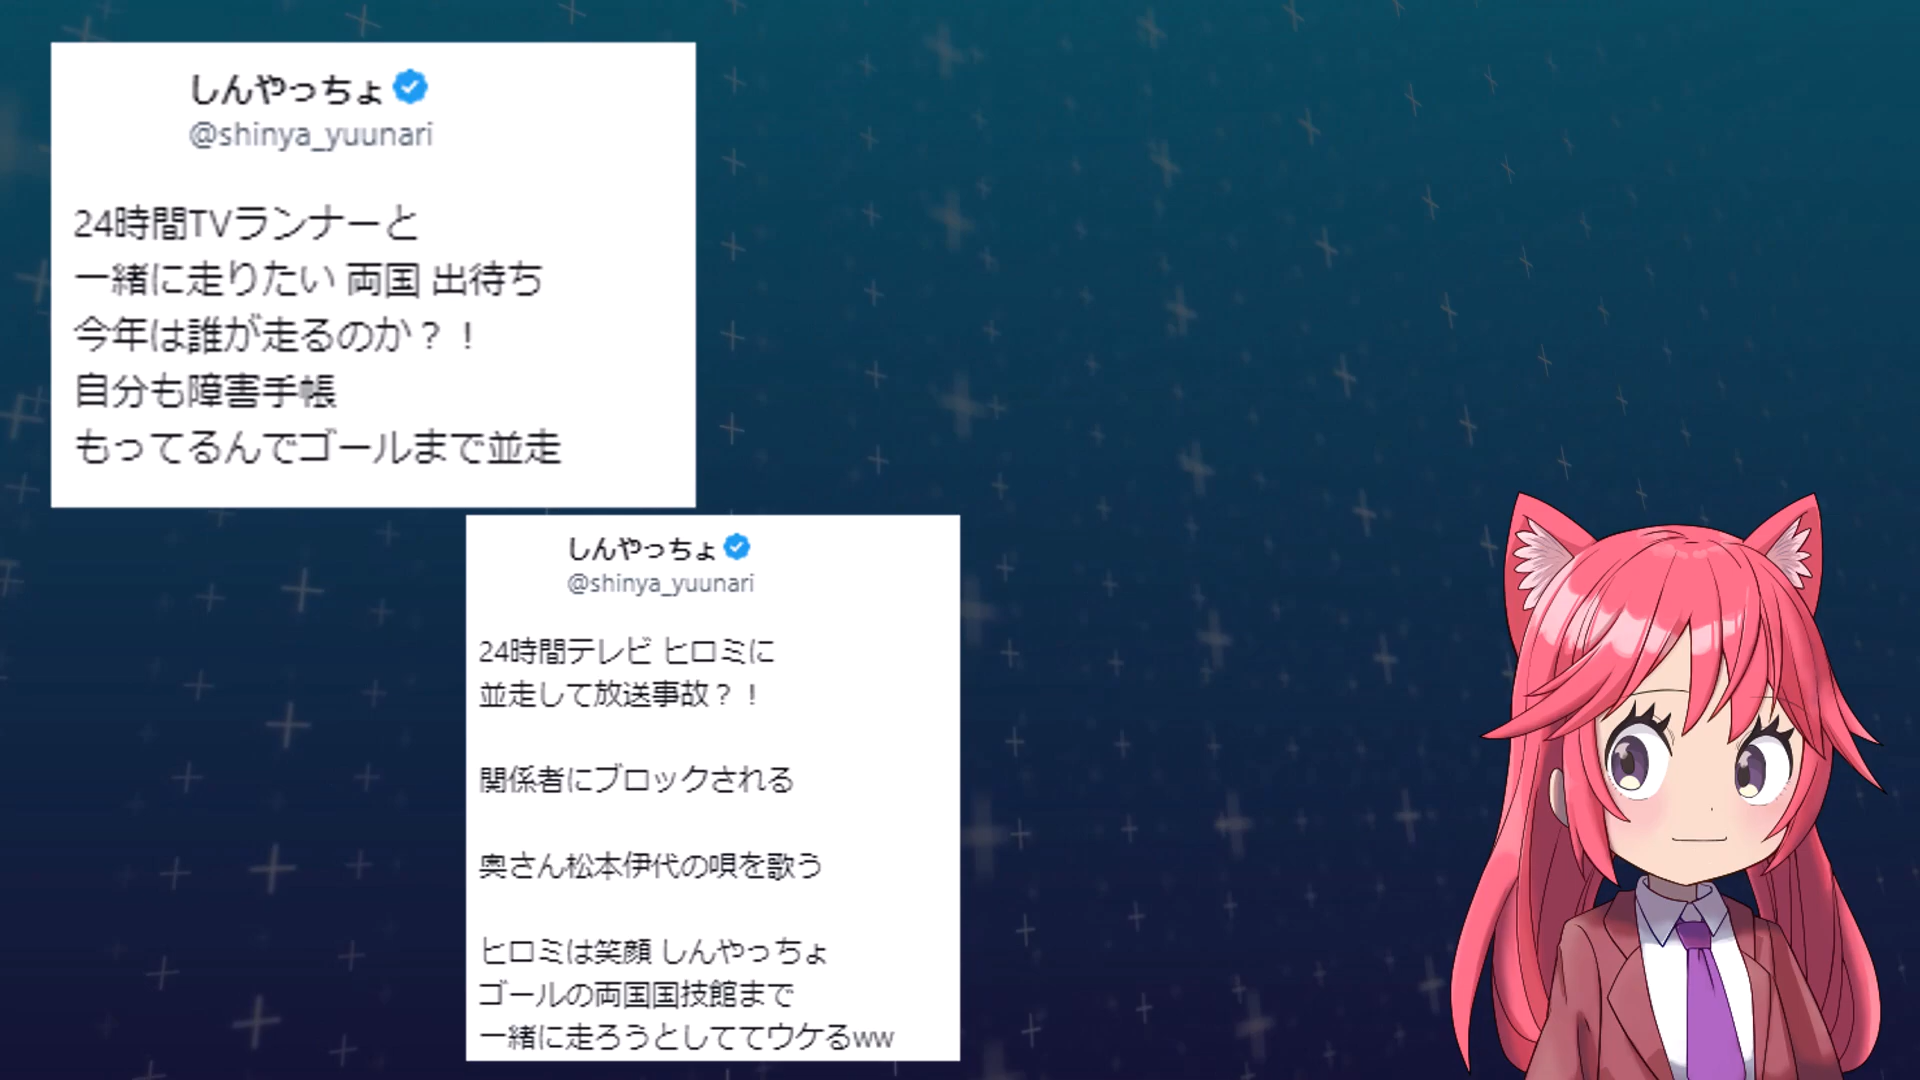 しんやっちょ
@shinya_yuunari
24時間TVランナーと
一緒に走りたい 両国 出待ち
今年は誰が走るのか？！
自分も障害手帳
もってるんでゴールまで並走
しんやっちょ
@shinya_yuunari
24時間テレビ ヒロミに
並走して放送事故？！
関係者にブロックされる
奥さん松本伊代の唄を歌う
ヒロミは笑顔 しんやっちょ
ゴールの両国国技館まで
一緒に走ろうとしててウケるww